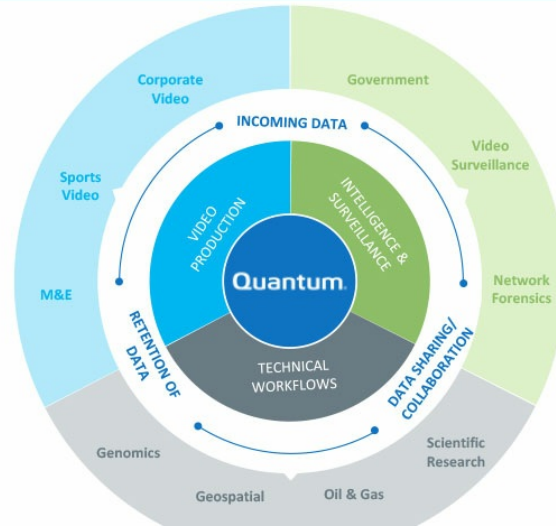 Corporate
Video
Government
INCOMING DATA
Sports
Video
Video
Surveillance
VIDEO
PRODUCTION
INTELLIGENCE &
SURVEILLANCE
Quantum®
M&E
Network
Forensics
RETENTION OF
DATA
TECHNICAL
WORKFLOWS
DATA SHARING/
COLLABORATION
Genomics
Scientific
Research
Geospatial
Oil & Gas